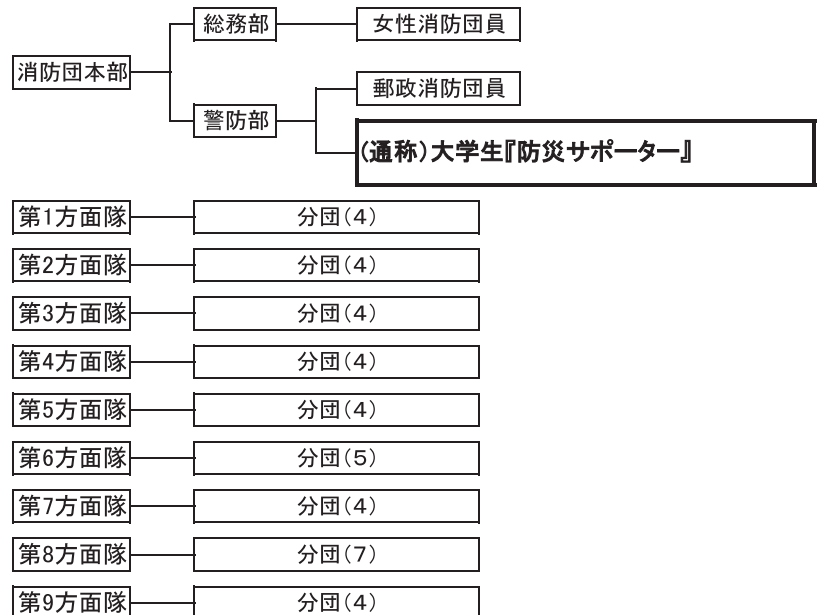 総務部
女性消防団員
消防団本部
郵政消防団員
警防部
(通称)大学生『防災サポーター』
第1方面隊
分団(4)
第2方面隊
分団(4)
第3方面隊
分団(4)
第4方面隊
分団(4)
第5方面隊
分団(4)
第6方面隊
分団(5)
第7方面隊
分団(4)
第8方面隊
分団(7)
第9方面隊
分団(4)